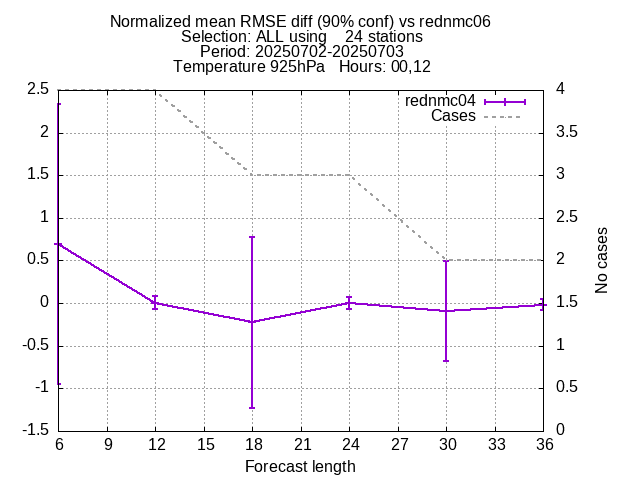 Normalized mean RMSE diff (90% conf) vs rednmc06
Selection: ALL using    24 stations
Period: 20250702-20250703
Temperature 925hPa   Hours: 00,12
rednmc04
Cases
2.5
2
1.5
1
0.5
0
-0.5
-1
-1.5
4
3.5
3
2.5
2
1.5
1
0.5
0
No cases
6 9 12 15 18 21 24 27 30 33 36
Forecast length